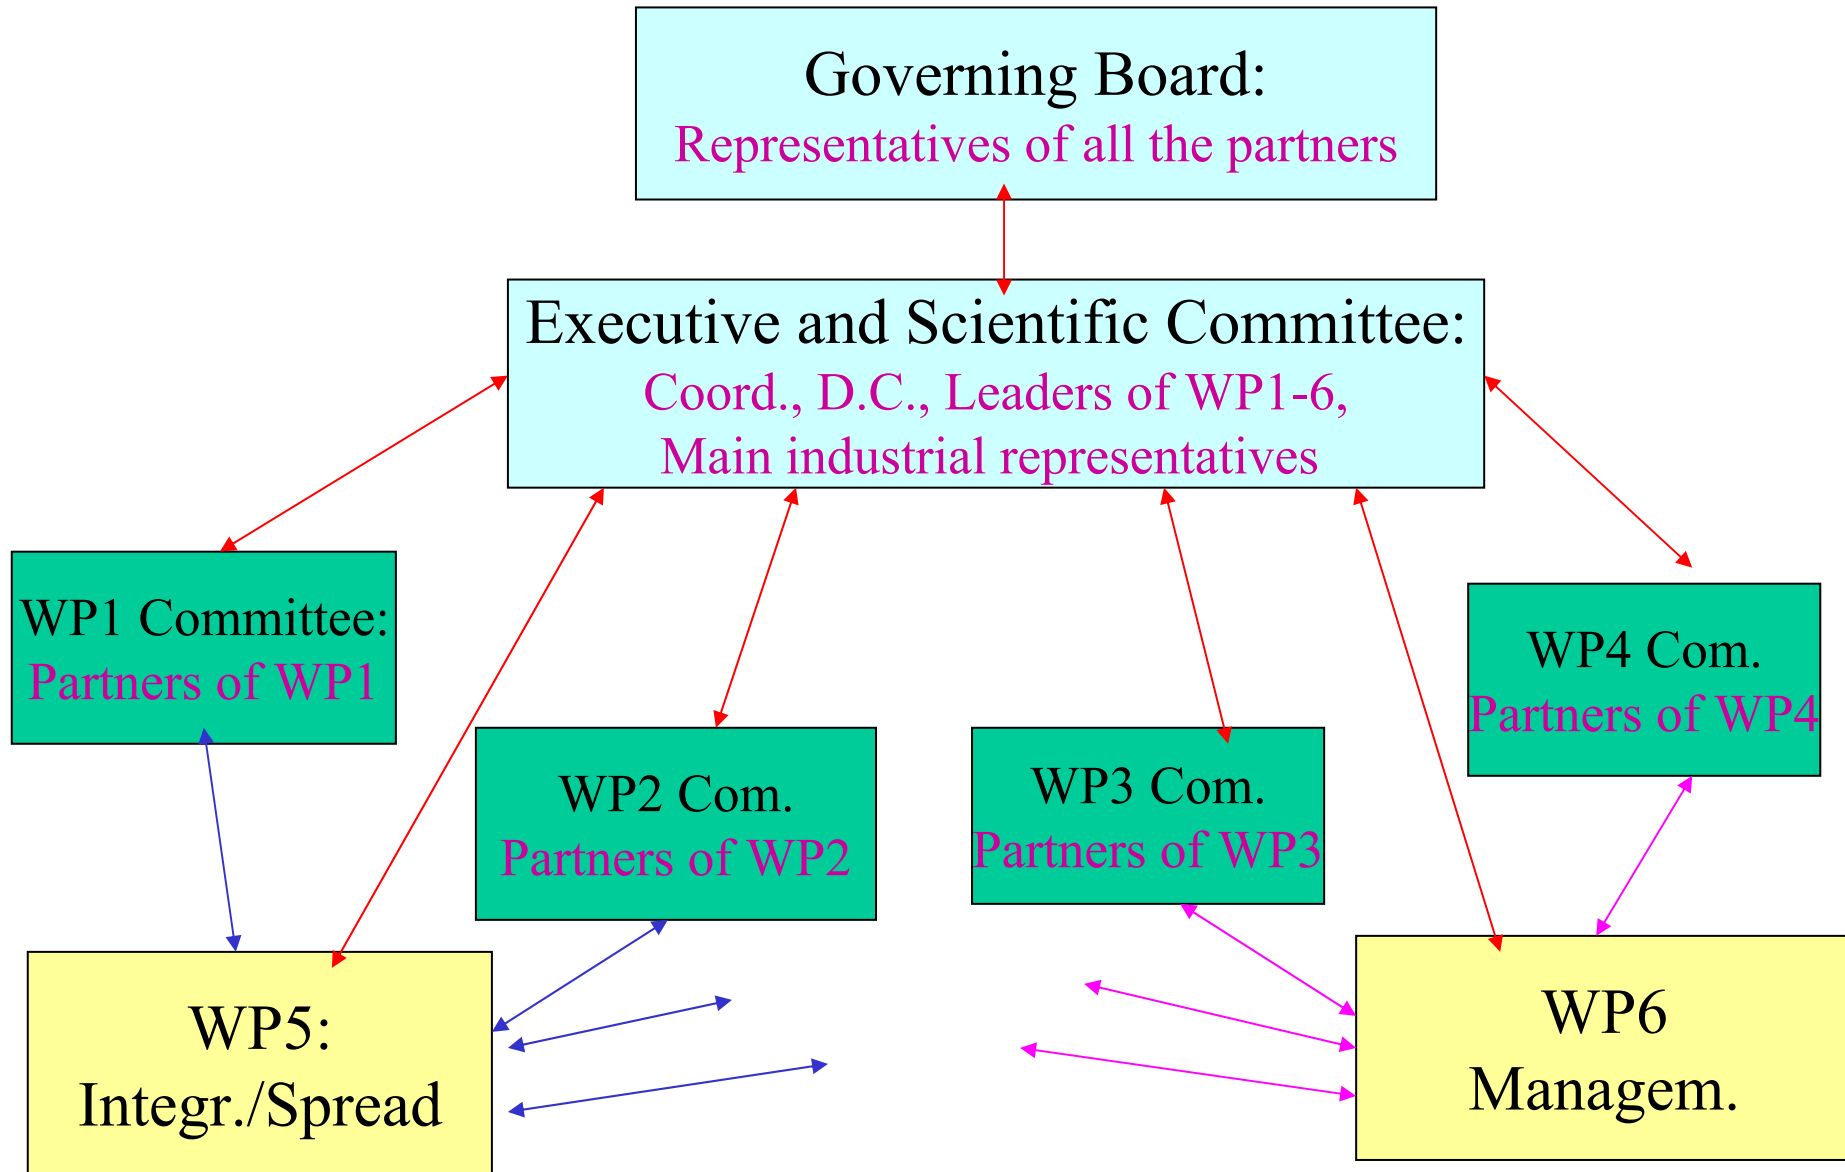 Governing Board:
Representatives of all the partners
Executive and Scientific Committee:
Coord., D.C., Leaders of WP1-6,
Main industrial representatives
WP1 Committee:
Partners of WP1
WP2 Com.
Partners of WP2
WP3 Com.
Partners of WP3
WP4 Com.
Partners of WP4
WP5:
Integr./Spread
WP6
Managem.